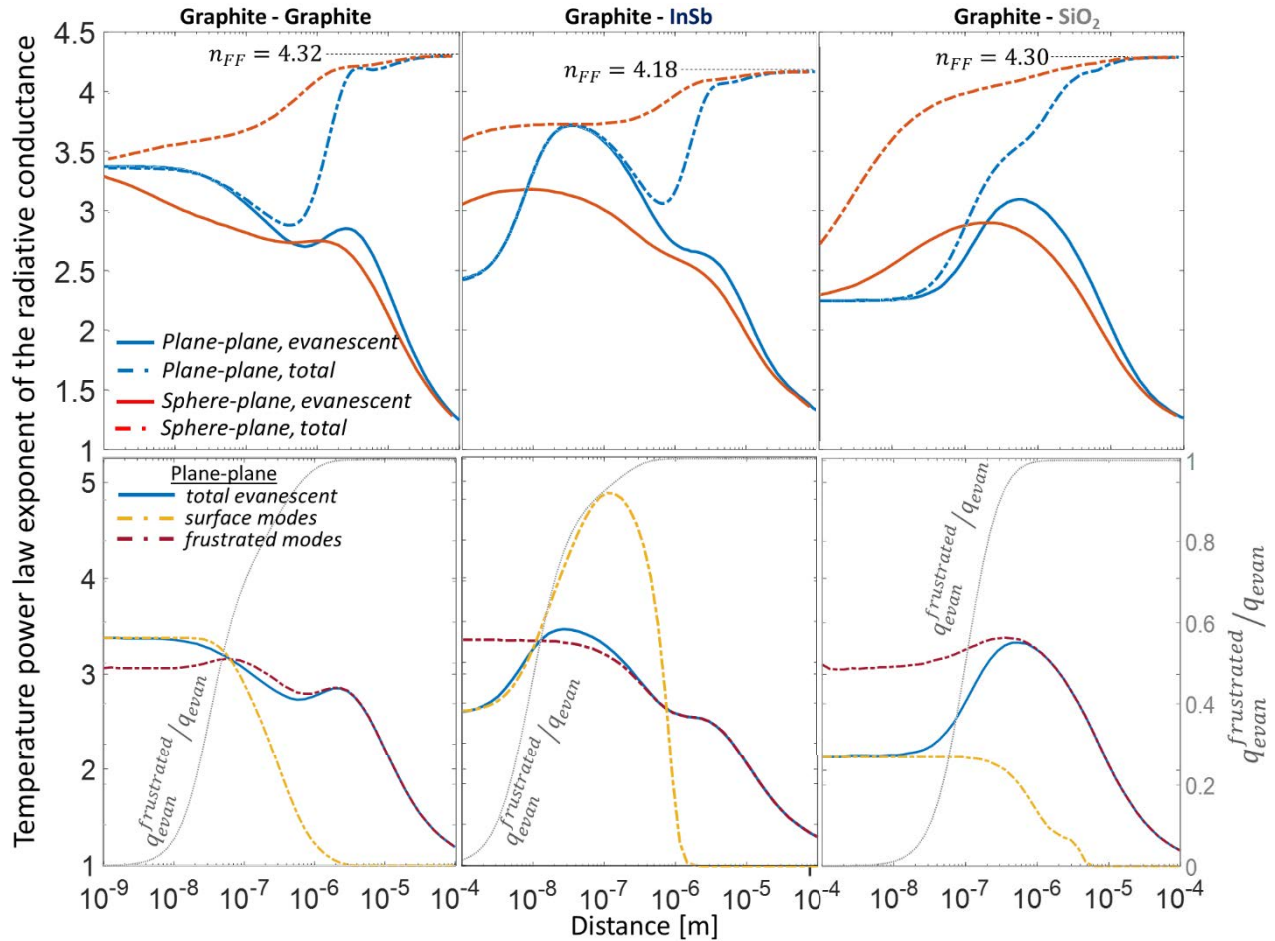 Graphite - Graphite
Graphite - InSb
Graphite - SiO₂
Temperature power law exponent of the radiative conductance
4.5
4
3.5
3
2.5
2
1.5
1
n_FF = 4.32
n_FF = 4.18
n_FF = 4.30
Plane-plane, evanescent
Plane-plane, total
Sphere-plane, evanescent
Sphere-plane, total
5
4
3
2
1
Plane-plane
total evanescent
surface modes
frustrated modes
q_evan^frustrated/q_evan
q_evan^frustrated/q_evan
q_evan^frustrated/q_evan
1
0.8
0.6
0.4
0.2
0
q_evan^frustrated/q_evan
10⁻⁹ 10⁻⁸ 10⁻⁷ 10⁻⁶ 10⁻⁵ 10⁻⁴
10⁻⁸ 10⁻⁷ 10⁻⁶ 10⁻⁵ 10⁻⁴
10⁻⁸ 10⁻⁷ 10⁻⁶ 10⁻⁵ 10⁻⁴
Distance [m]